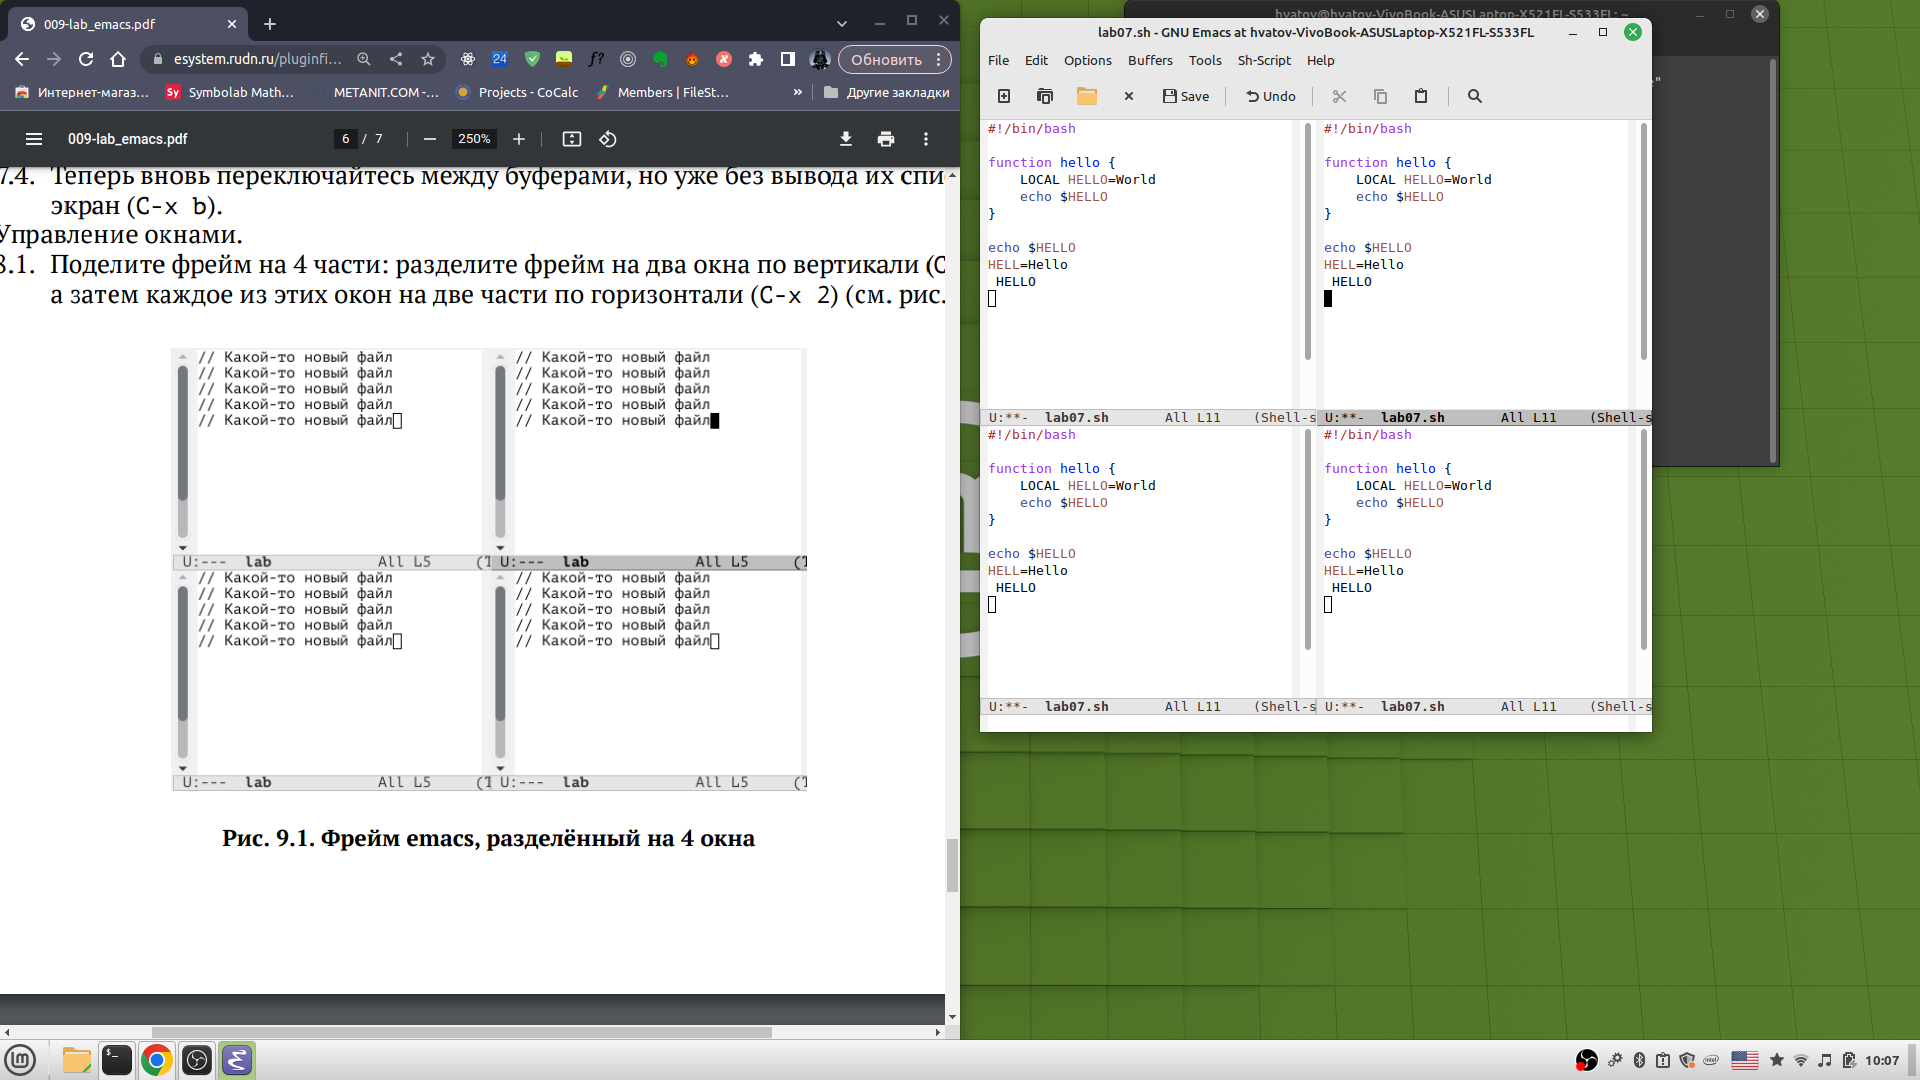 009-lab_emacs.pdf
esystem.rudn.ru/pluginfi...
24
f?
Обновить
Интернет-магаз...
Sy Symbolab Math...
METANIT.COM -...
Projects - CoCalc
Members | FileSt...
»
Другие закладки
009-lab_emacs.pdf
6 / 7
250%
7.4. Теперь вновь переключайтесь между буферами, но уже без вывода их спи
экран (C-x b).
Управление окнами.
8.1. Поделите фрейм на 4 части: разделите фрейм на два окна по вертикали (C
а затем каждое из этих окон на две части по горизонтали (C-x 2) (см. рис.
// Какой-то новый файл
// Какой-то новый файл
// Какой-то новый файл
// Какой-то новый файл
// Какой-то новый файл
U:--- lab All L5 (T
// Какой-то новый файл
// Какой-то новый файл
// Какой-то новый файл
// Какой-то новый файл
// Какой-то новый файл
U:--- lab All L5 (T
// Какой-то новый файл
// Какой-то новый файл
// Какой-то новый файл
// Какой-то новый файл
// Какой-то новый файл
U:--- lab All L5 (T
// Какой-то новый файл
// Какой-то новый файл
// Какой-то новый файл
// Какой-то новый файл
// Какой-то новый файл
U:--- lab All L5 (T
Рис. 9.1. Фрейм emacs, разделённый на 4 окна
hvatov@hvatov-VivoBook-ASUSLaptop-X521FL-S533FL: ~
lab07.sh - GNU Emacs at hvatov-VivoBook-ASUSLaptop-X521FL-S533FL
File Edit Options Buffers Tools Sh-Script Help
Save Undo
#!/bin/bash
function hello {
LOCAL HELLO=World
echo $HELLO
}
echo $HELLO
HELL=Hello
HELLO
U:**- lab07.sh All L11 (Shell-s
#!/bin/bash
function hello {
LOCAL HELLO=World
echo $HELLO
}
echo $HELLO
HELL=Hello
HELLO
U:**- lab07.sh All L11 (Shell-s
#!/bin/bash
function hello {
LOCAL HELLO=World
echo $HELLO
}
echo $HELLO
HELL=Hello
HELLO
U:**- lab07.sh All L11 (Shell-s
#!/bin/bash
function hello {
LOCAL HELLO=World
echo $HELLO
}
echo $HELLO
HELL=Hello
HELLO
U:**- lab07.sh All L11 (Shell-s
10:07